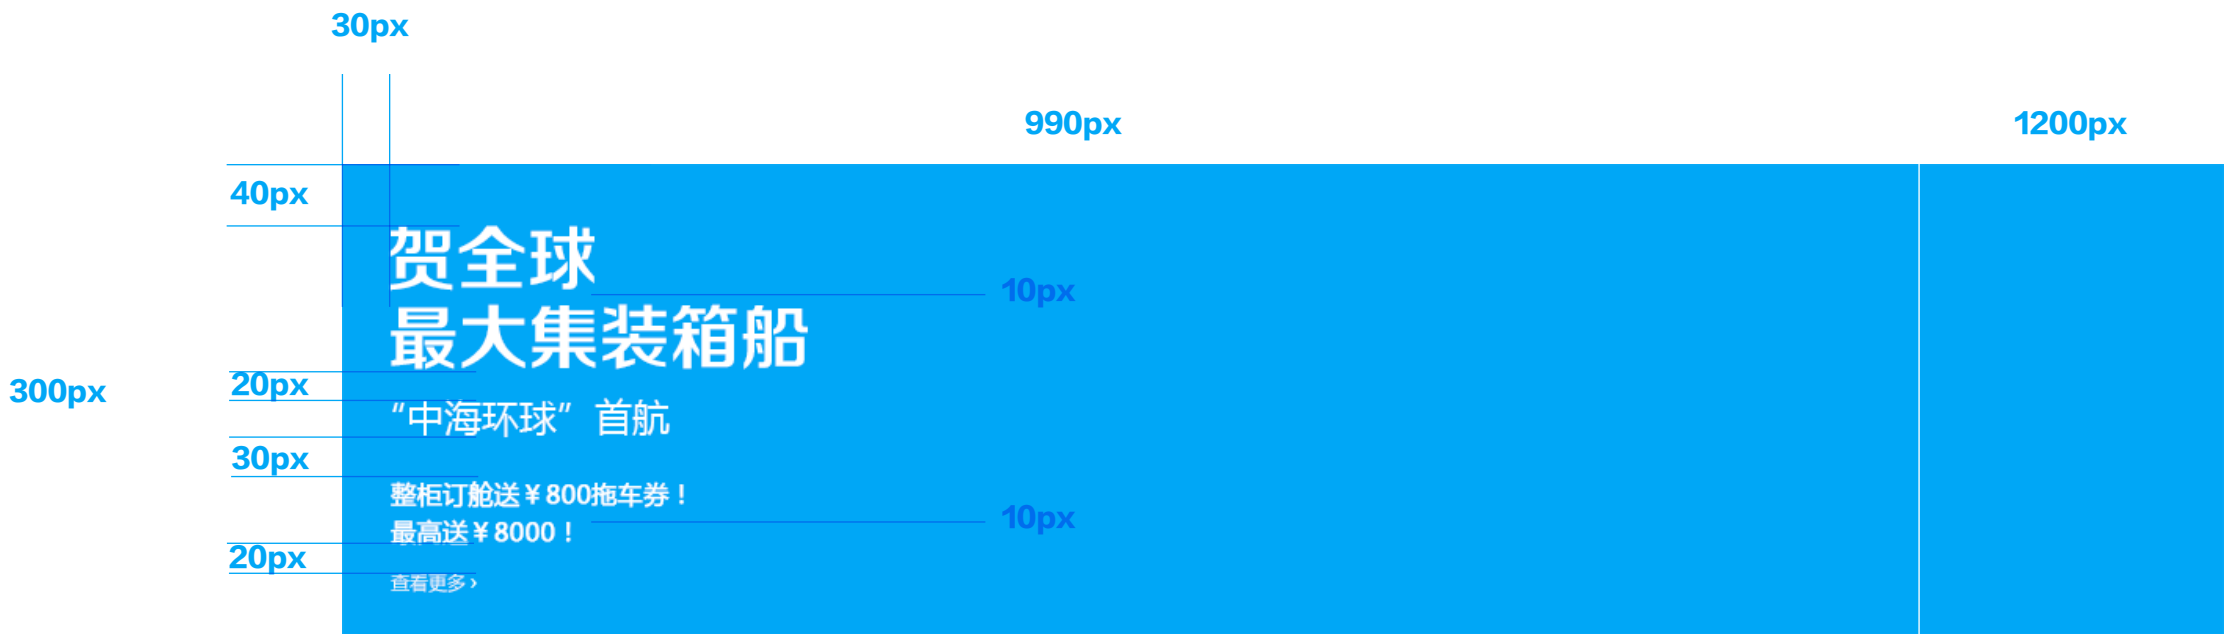 30px
990px
1200px
40px
贺全球
10px
最大集装箱船
20px
300px
“中海环球”首航
30px
整柜订舱送¥800拖车券！
10px
最高送¥8000！
20px
查看更多›